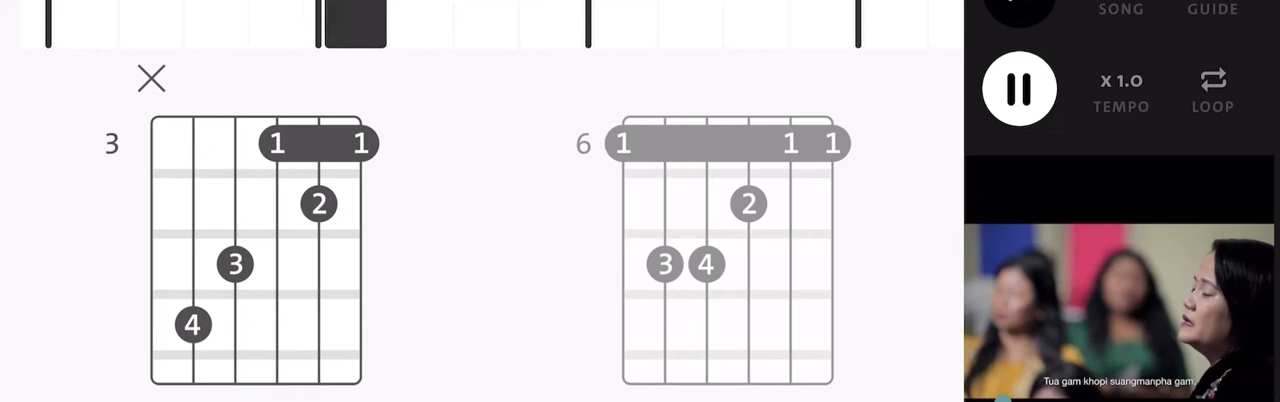 SONG GUIDE
X 1.0
TEMPO LOOP
3 1 1
2
3
4
6 1 1 1
2
3 4
Tua gam khopi suangmanpha gam,